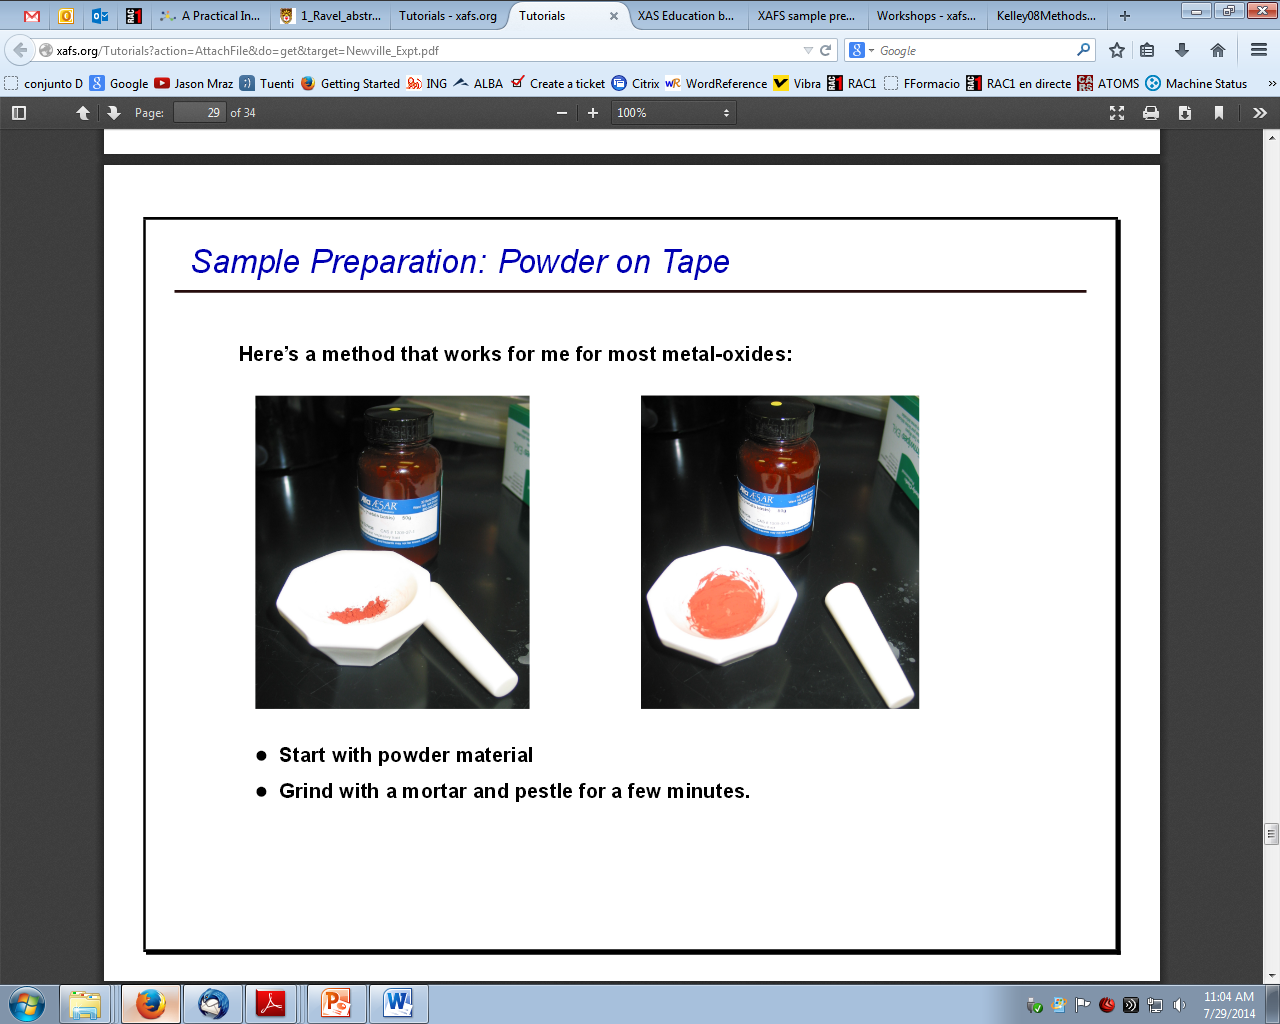 A Practical In...
1_Ravel_abstr...
Tutorials - xafs.org
Tutorials
XAS Education b...
XAFS sample pre...
Workshops - xafs...
Kelley08Methods...
xafs.org/Tutorials?action=AttachFile&do=get&target=Newville_Expt.pdf
Google
conjunto D
Google
Jason Mraz
Tuenti
Getting Started
ING
ALBA
Create a ticket
Citrix
WordReference
Vibra
RAC1
FFormacio
RAC1 en directe
ATOMS
Machine Status
Page: 29 of 34
100%
Sample Preparation: Powder on Tape
Here's a method that works for me for most metal-oxides:
Alfa ÆSAR
Alfa ÆSAR
● Start with powder material
● Grind with a mortar and pestle for a few minutes.
11:04 AM
7/29/2014